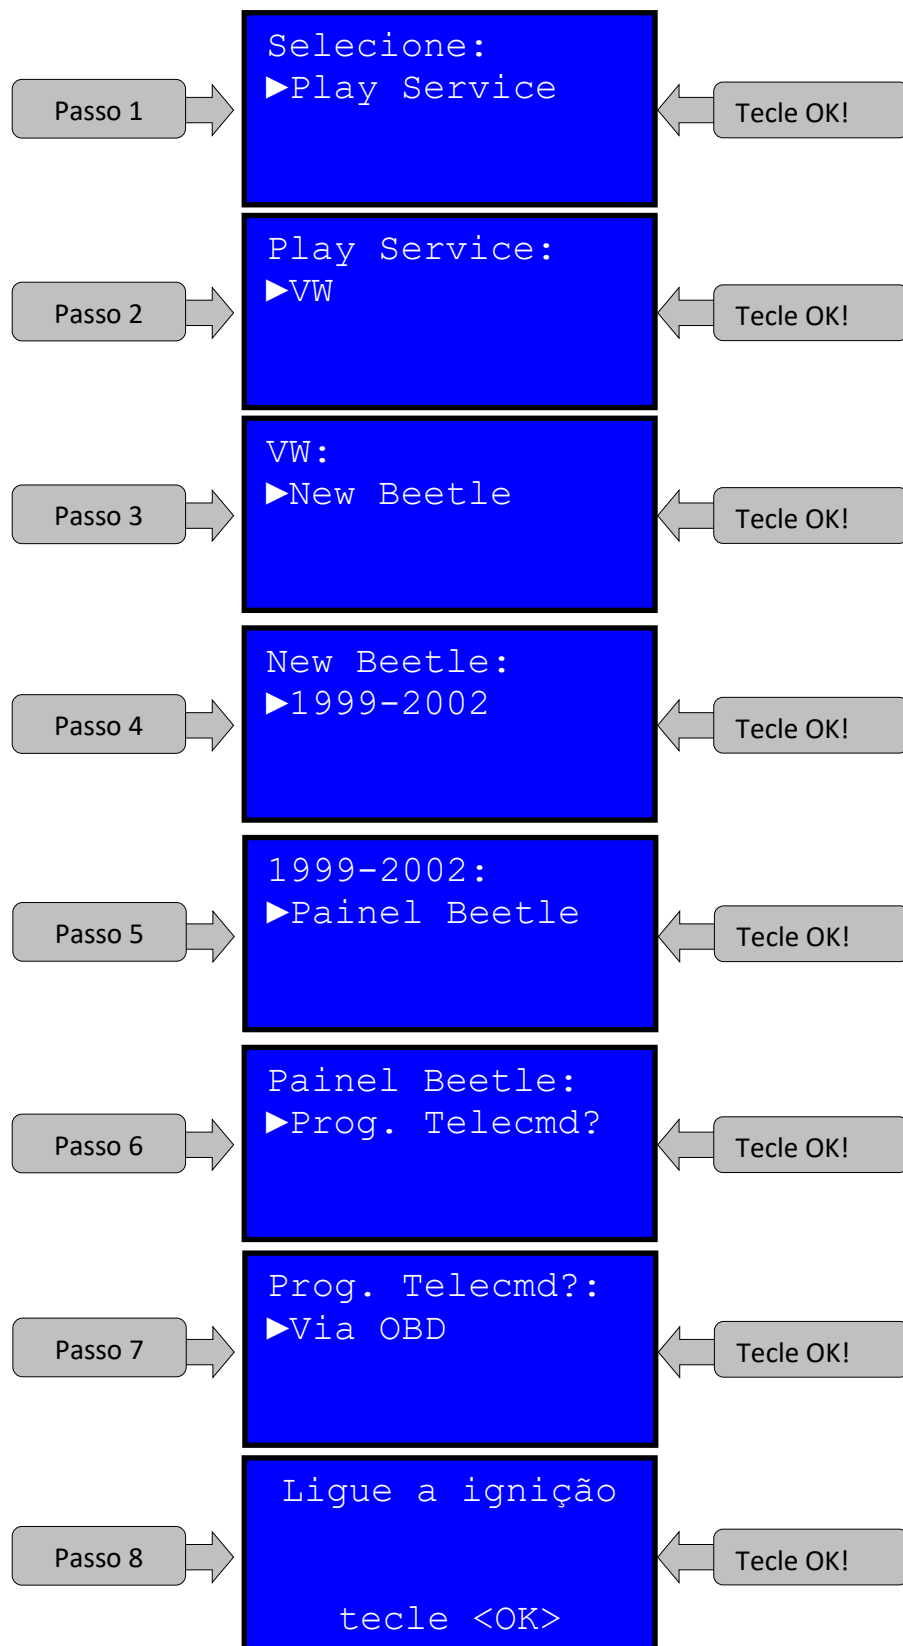 Selecione:
Passo 1
►Play Service
Tecle OK!
Play Service:
Passo 2
►VW
Tecle OK!
VW:
Passo 3
►New Beetle
Tecle OK!
New Beetle:
Passo 4
►1999-2002
Tecle OK!
1999-2002:
Passo 5
►Painel Beetle
Tecle OK!
Painel Beetle:
Passo 6
►Prog. Telecmd?
Tecle OK!
Prog. Telecmd?:
Passo 7
►Via OBD
Tecle OK!
Ligue a ignição
Passo 8
Tecle OK!
tecle <OK>